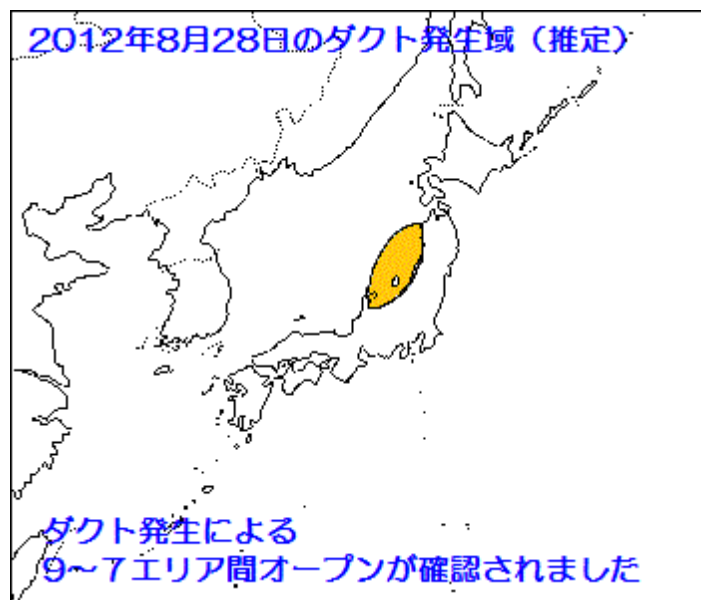 2012年8月28日のダクト発生域（推定）
ダクト発生による
9～7エリア間オープンが確認されました